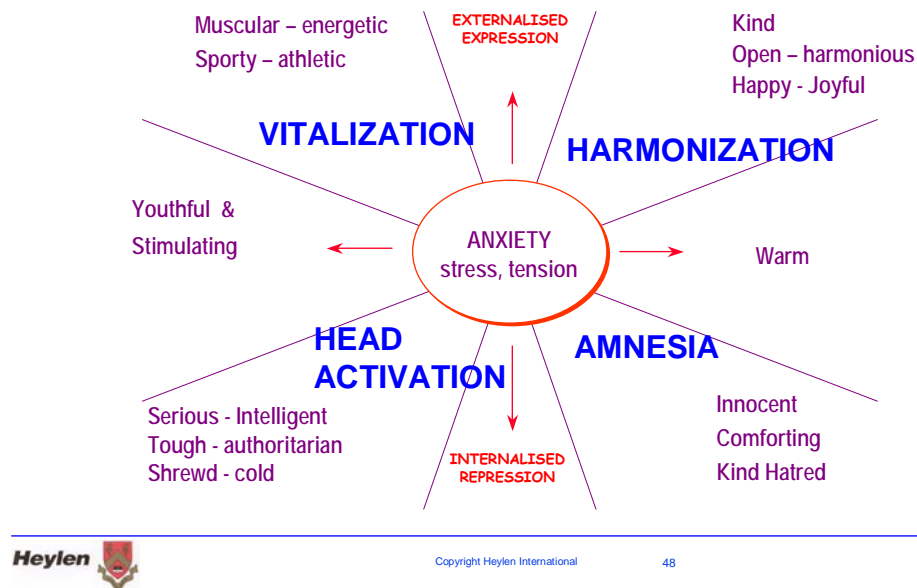 Muscular – energetic
Sporty – athletic
EXTERNALISED
EXPRESSION
Kind
Open – harmonious
Happy - Joyful
VITALIZATION
HARMONIZATION
Youthful &
Stimulating
ANXIETY
stress, tension
Warm
HEAD
ACTIVATION
AMNESIA
Serious - Intelligent
Tough - authoritarian
Shrewd - cold
INTERNALISED
REPRESSION
Innocent
Comforting
Kind Hatred
Heylen
Copyright Heylen International
48